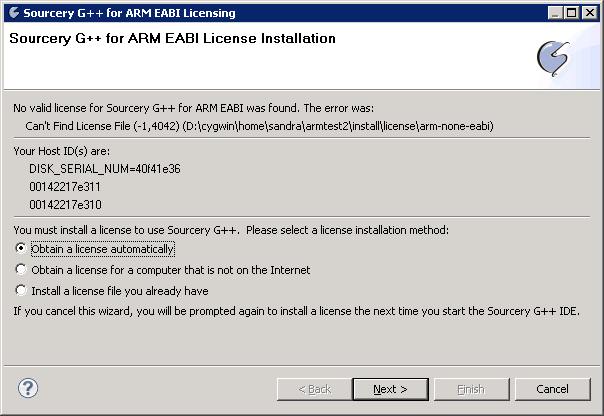 Sourcery G++ for ARM EABI Licensing
Sourcery G++ for ARM EABI License Installation
No valid license for Sourcery G++ for ARM EABI was found. The error was:
Can't Find License File (-1,4042) (D:\cygwin\home\sandra\armtest2\install\license\arm-none-eabi)
Your Host ID(s) are:
DISK_SERIAL_NUM=40f41e36
00142217e311
00142217e310
You must install a license to use Sourcery G++. Please select a license installation method:
Obtain a license automatically
Obtain a license for a computer that is not on the Internet
Install a license file you already have
If you cancel this wizard, you will be prompted again to install a license the next time you start the Sourcery G++ IDE.
?
< Back
Next >
Finish
Cancel